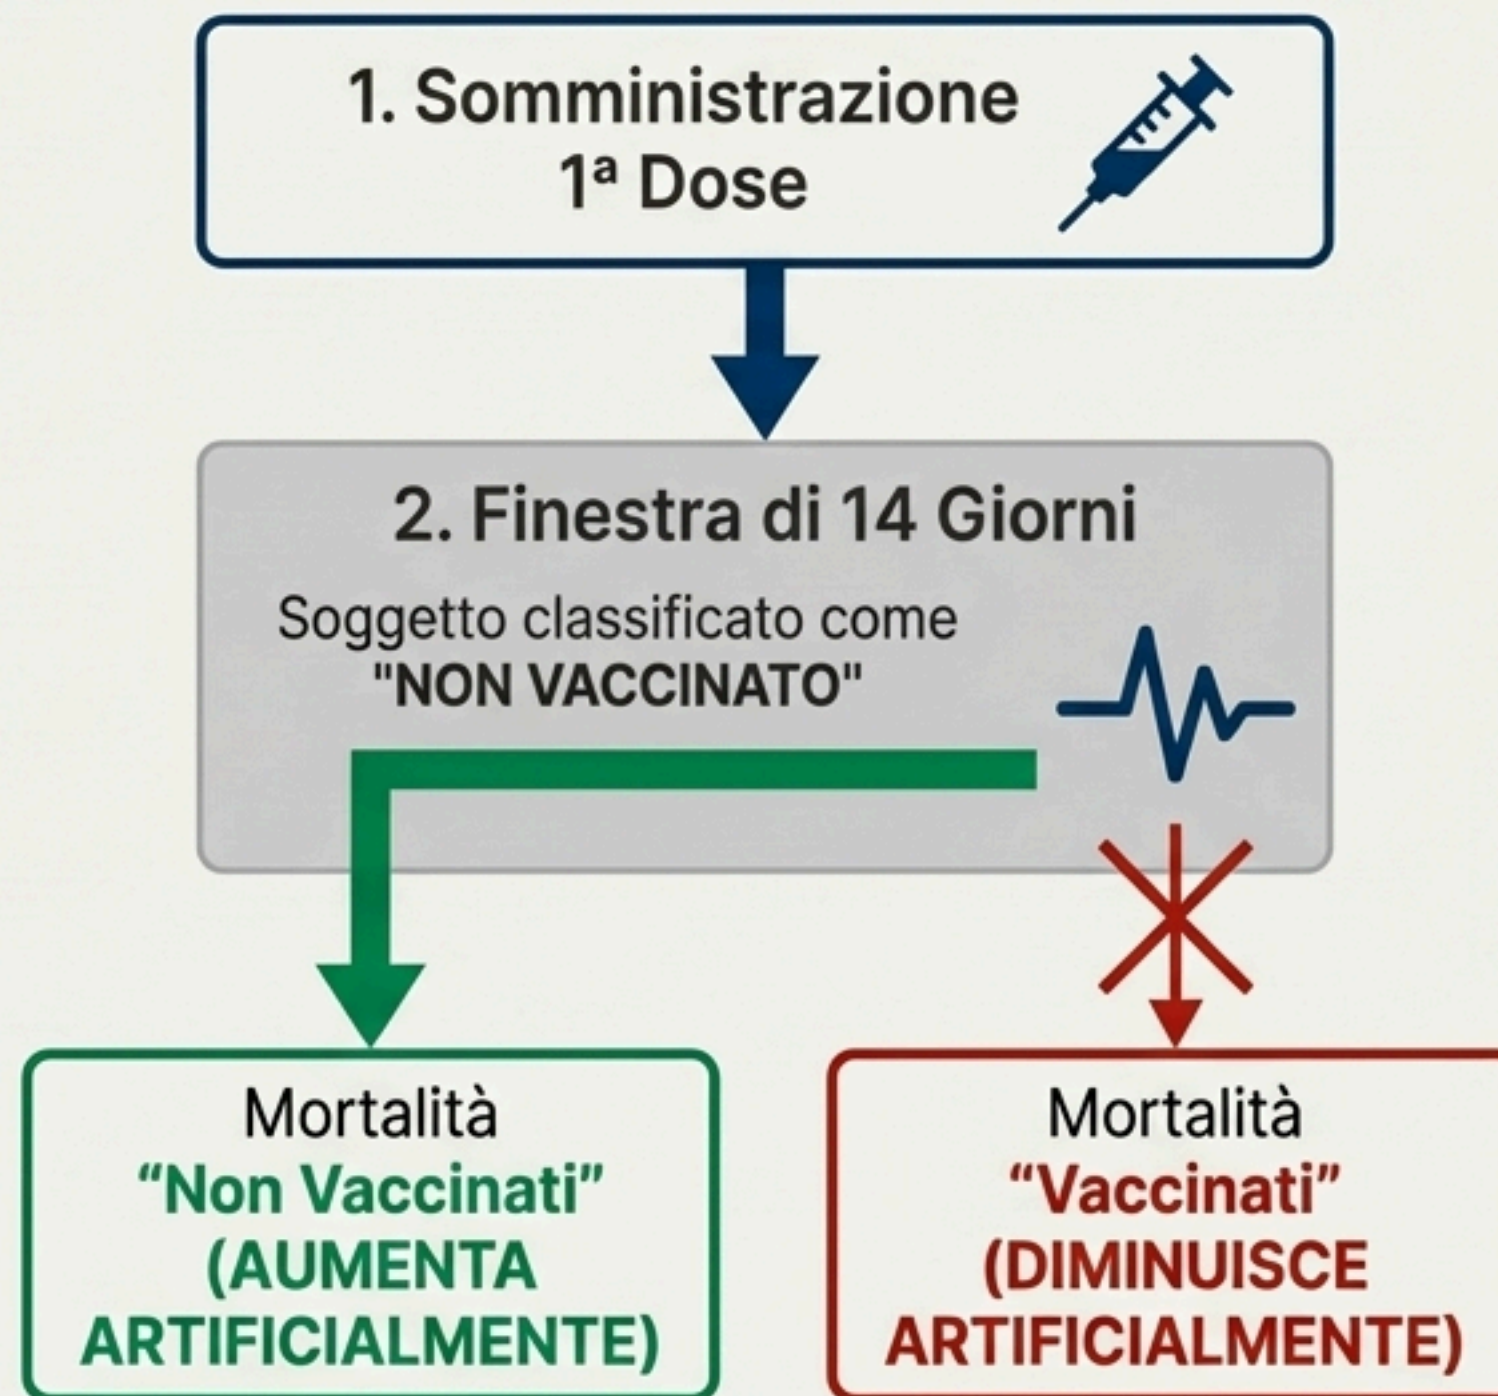 1. Somministrazione
1ª Dose
2. Finestra di 14 Giorni
Soggetto classificato come
"NON VACCINATO"
Mortalità
“Non Vaccinati”
(AUMENTA
ARTIFICIALMENTE)
Mortalità
“Vaccinati”
(DIMINUISCE
ARTIFICIALMENTE)